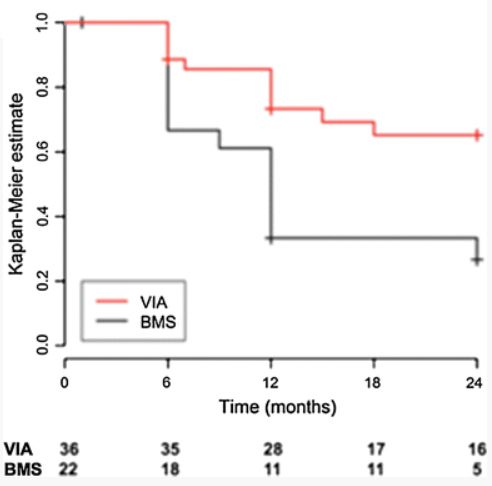 Kaplan-Meier estimate
1.0
0.8
0.6
0.4
0.2
0.0
VIA
BMS
0 6 12 18 24
Time (months)
VIA 36 35 28 17 16
BMS 22 18 11 11 5